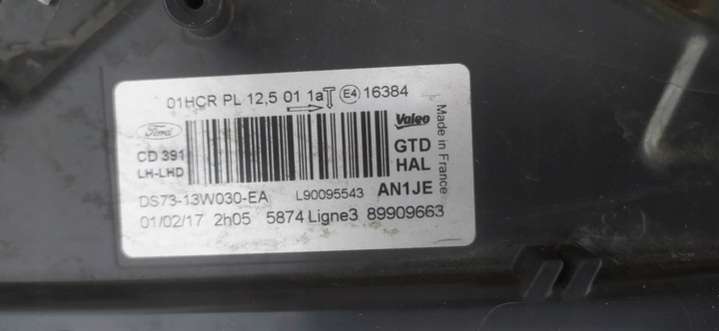 01HCR PL 12,5 01 1a E4 16384
Ford
Valeo
CD 391
GTD
LH-LHD
HAL
DS73-13W030-EA L90095543 AN1JE
01/02/17 2h05 5874 Ligne3 89909663
Made in France